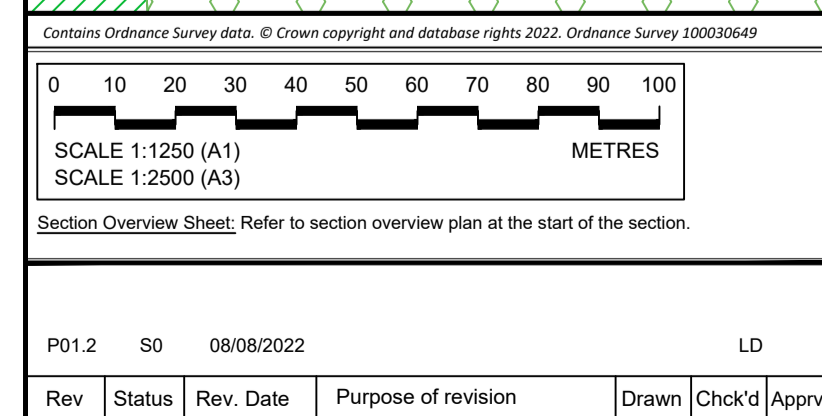 Contains Ordnance Survey data. © Crown copyright and database rights 2022. Ordnance Survey 100030649
0 10 20 30 40 50 60 70 80 90 100
SCALE 1:1250 (A1) METRES
SCALE 1:2500 (A3)
Section Overview Sheet: Refer to section overview plan at the start of the section.
P01.2 S0 08/08/2022 LD
Rev Status Rev. Date Purpose of revision Drawn Chck'd Apprv